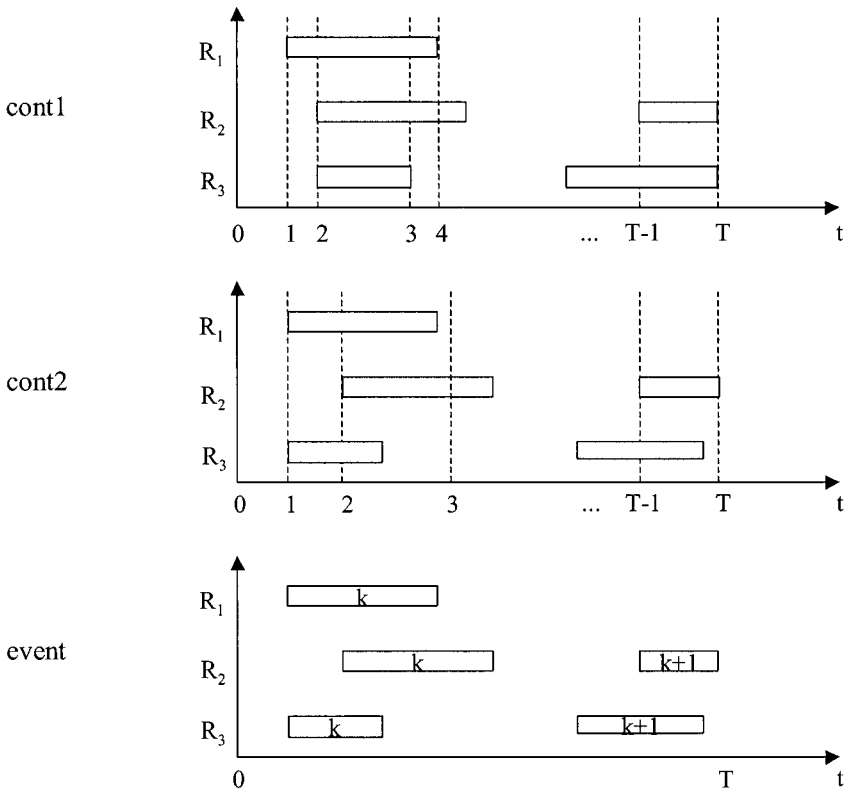 cont1
R1
R2
R3
0 1 2 3 4 ... T-1 T t
cont2
R1
R2
R3
0 1 2 3 ... T-1 T t
event
R1 k
R2 k k+1
R3 k k+1
0 T t